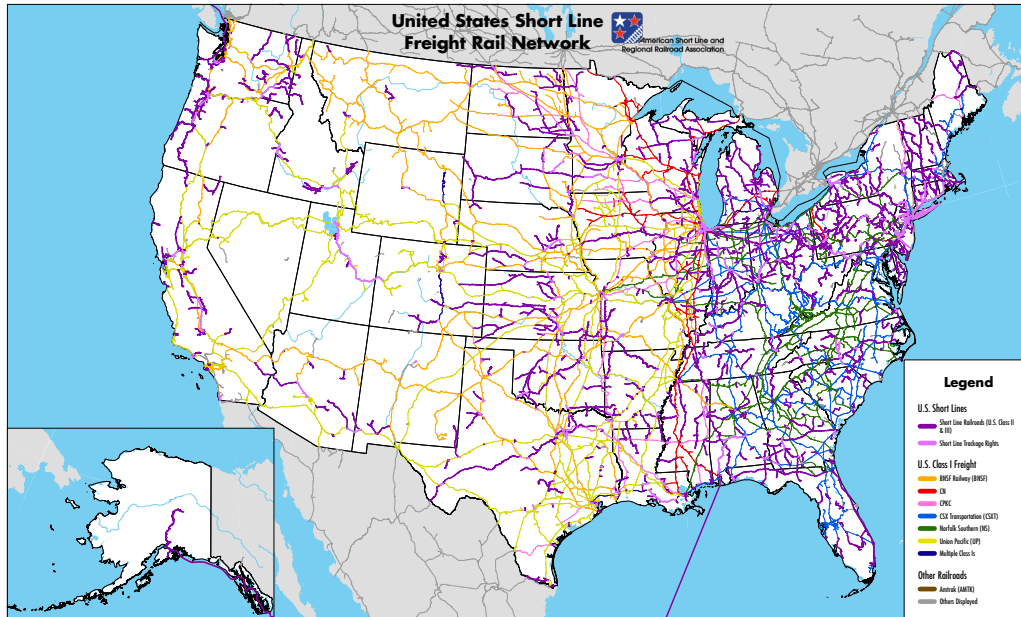 United States Short Line
Freight Rail Network
American Short Line and
Regional Railroad Association
2
Legend
U.S. Short Lines
Short Line Railroads (U.S. Class II
& III)
Short Line Trackage Rights
U.S. Class I Freight
BNSF Railway (BNSF)
CN
CPKC
CSX Transportation (CSXT)
Norfolk Southern (NS)
Union Pacific (UP)
Multiple Class Is
Other Railroads
Amtrak (AMTK)
Others Displayed